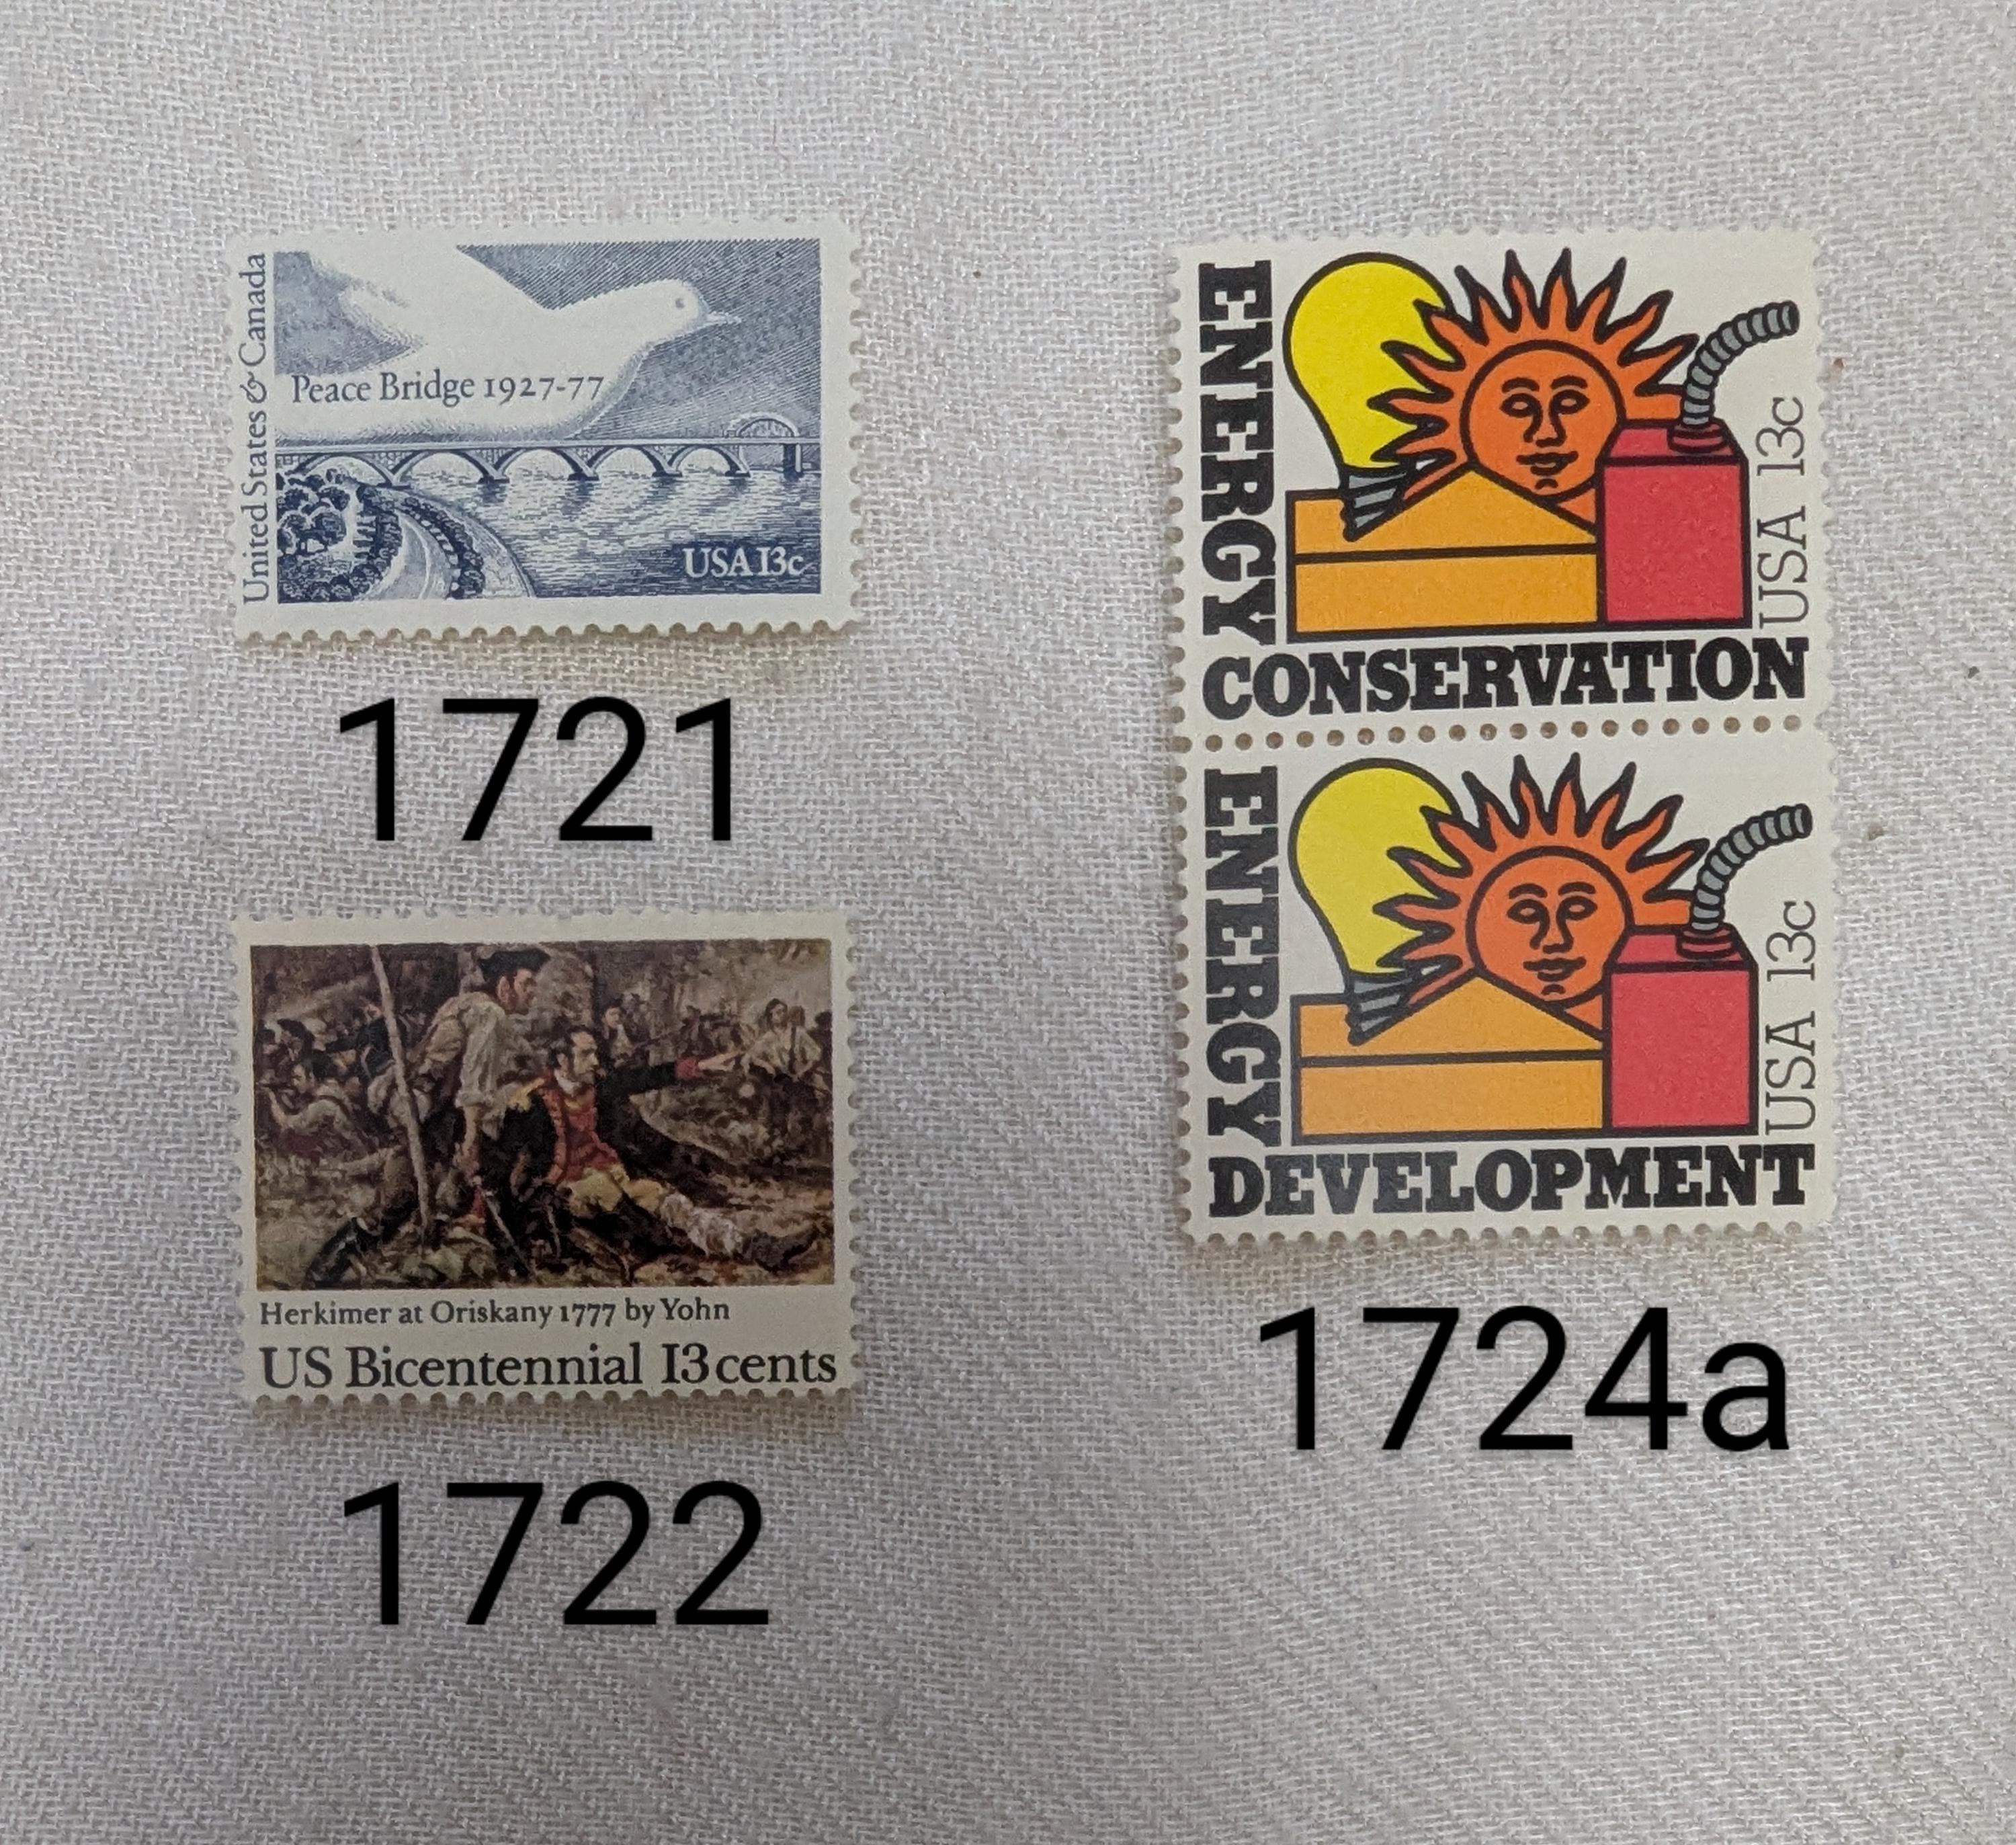 United States & Canada
Peace Bridge 1927-77
USA 13c
1721
Herkimer at Oriskany 1777 by Yohn
US Bicentennial 13 cents
1722
ENERGY
CONSERVATION
USA 13c
ENERGY
DEVELOPMENT
USA 13c
1724a